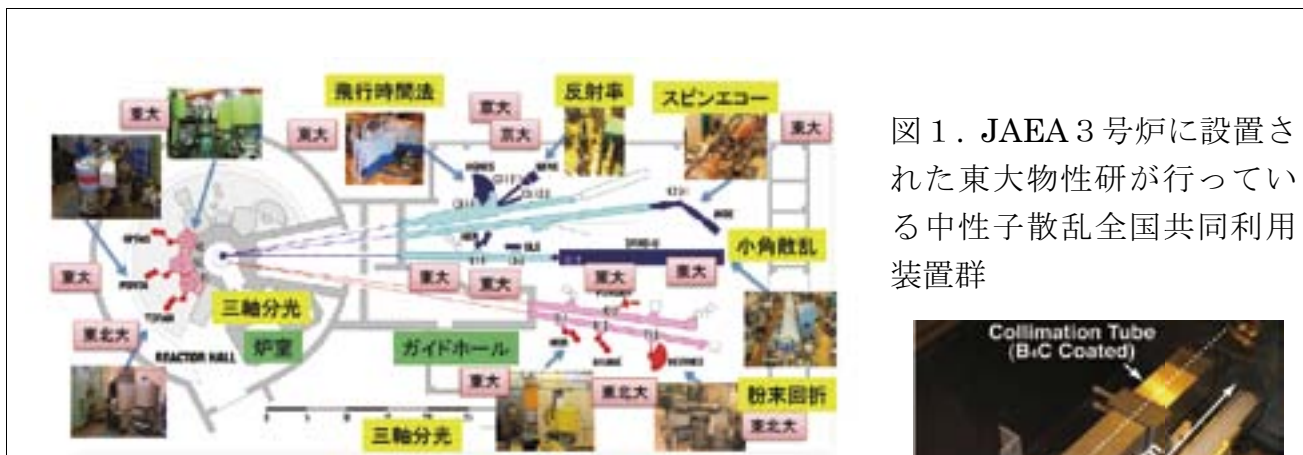 飛行時間法
反射率
スピンエコー
東大
東大
京大
京大
東大
小角散乱
東大
東大
東大
東大
東大
三軸分光
炉室
REACTOR HALL
ガイドホール
東北大
東大
東北大
粉末回折
東北大
三軸分光
図1. JAEA3号炉に設置さ
れた東大物性研が行ってい
る中性子散乱全国共同利用
装置群
Collimation Tube
(B₄C Coated)